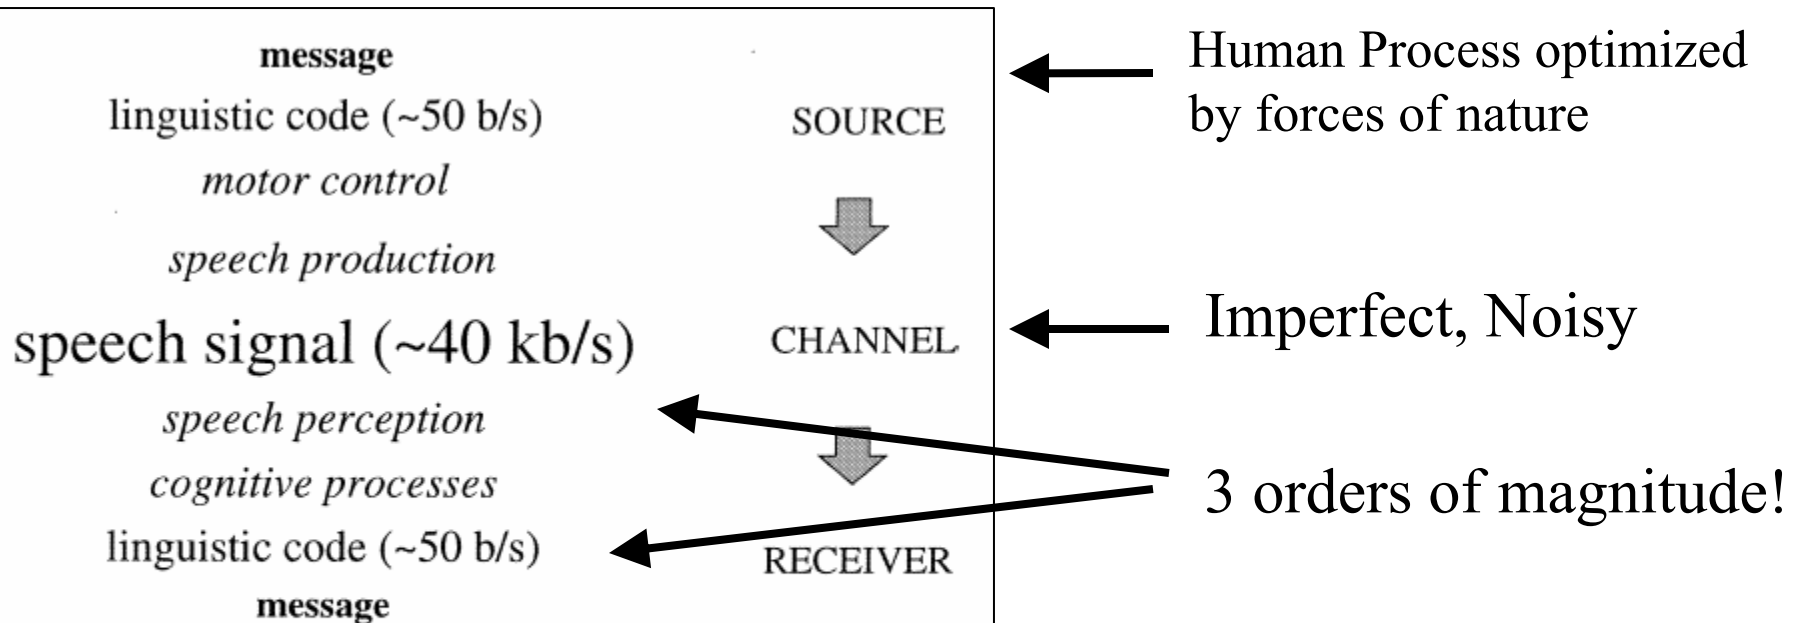 message
linguistic code (~50 b/s)
motor control
speech production
speech signal (~40 kb/s)
speech perception
cognitive processes
linguistic code (~50 b/s)
message
SOURCE
CHANNEL
RECEIVER
Human Process optimized
by forces of nature
Imperfect, Noisy
3 orders of magnitude!